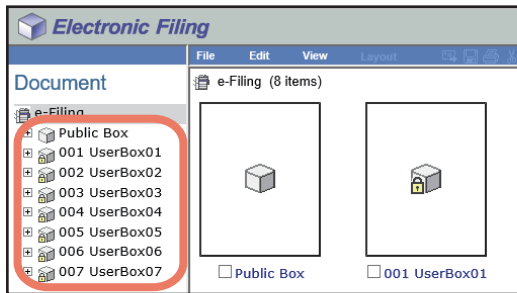 Electronic Filing
File Edit View Layout
Document
e-Filing (8 items)
e-Filing
Public Box
001 UserBox01
002 UserBox02
003 UserBox03
004 UserBox04
005 UserBox05
006 UserBox06
007 UserBox07
Public Box
001 UserBox01